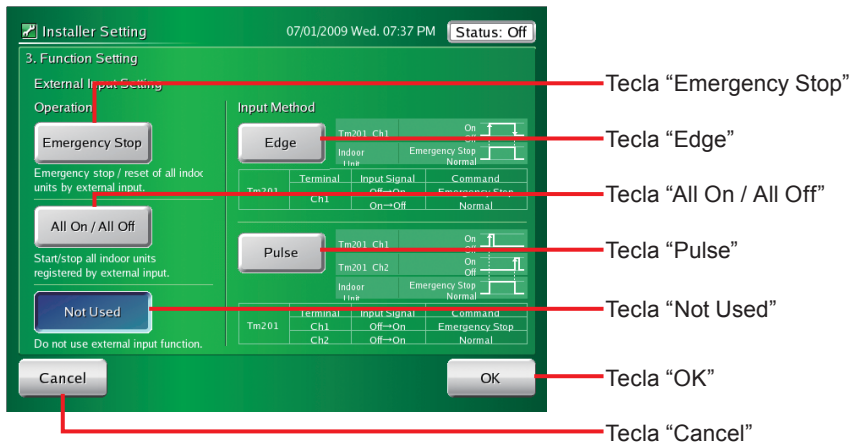 Installer Setting
07/01/2009 Wed. 07:37 PM
Status: Off
3. Function Setting
External Input Setting
Operation
Emergency Stop
Emergency stop / reset of all indoc
units by external input.
All On / All Off
Start/stop all indoor units
registered by external input.
Not Used
Do not use external input function.
Input Method
Edge
Tm201 Ch1
On
Off
Indoor
Unit
Emergency Stop
Normal
Terminal Input Signal Command
Tm201 Ch1 Off→On Emergency Stop
On→Off Normal
Pulse
Tm201 Ch1
On
Off
Tm201 Ch2
On
Off
Indoor
Unit
Emergency Stop
Normal
Terminal Input Signal Command
Tm201 Ch1 Off→On Emergency Stop
Ch2 Off→On Normal
Cancel
OK
Tecla “Emergency Stop”
Tecla “Edge”
Tecla “All On / All Off”
Tecla “Pulse”
Tecla “Not Used”
Tecla “OK”
Tecla “Cancel”